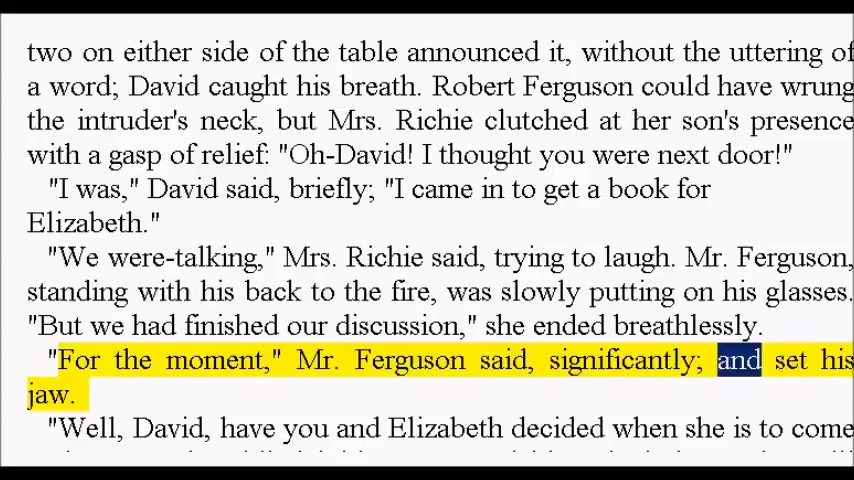 two on either side of the table announced it, without the uttering of
a word; David caught his breath. Robert Ferguson could have wrung
the intruder's neck, but Mrs. Richie clutched at her son's presence
with a gasp of relief: "Oh-David! I thought you were next door!"
"I was," David said, briefly; "I came in to get a book for
Elizabeth."
"We were-talking," Mrs. Richie said, trying to laugh. Mr. Ferguson,
standing with his back to the fire, was slowly putting on his glasses.
"But we had finished our discussion," she ended breathlessly.
"For the moment," Mr. Ferguson said, significantly; and set his
jaw.
"Well, David, have you and Elizabeth decided when she is to come